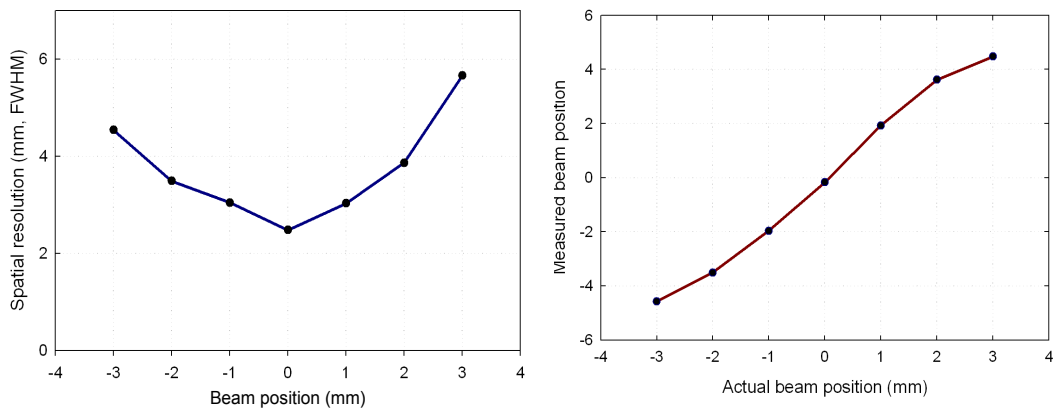 Spatial resolution (mm, FWHM)
6
4
2
0
-4 -3 -2 -1 0 1 2 3 4
Beam position (mm)
Measured beam position
6
4
2
0
-2
-4
-6
-4 -3 -2 -1 0 1 2 3 4
Actual beam position (mm)